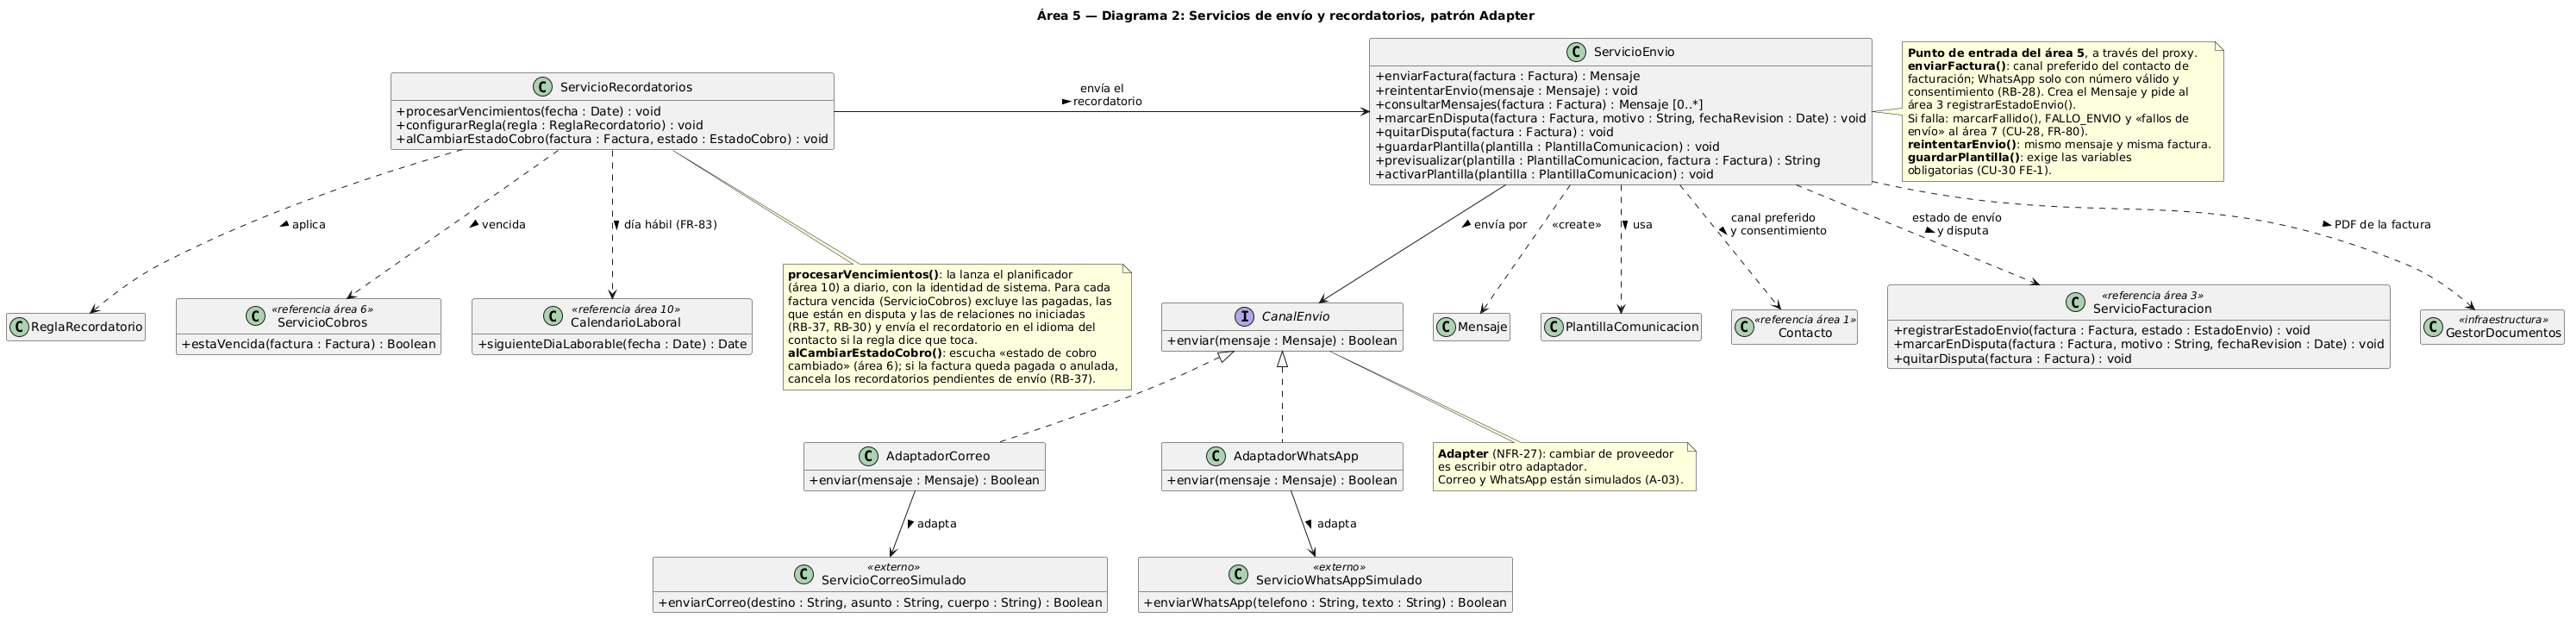 Área 5 — Diagrama 2: Servicios de envío y recordatorios, patrón Adapter
C ServicioRecordatorios
+procesarVencimientos(fecha : Date) : void
+configurarRegla(regla : ReglaRecordatorio) : void
+alCambiarEstadoCobro(factura : Factura, estado : EstadoCobro) : void
envía el
recordatorio
C ServicioEnvio
+enviarFactura(factura : Factura) : Mensaje
+reintentarEnvio(mensaje : Mensaje) : void
+consultarMensajes(factura : Factura) : Mensaje [0..*]
+marcarEnDisputa(factura : Factura, motivo : String, fechaRevision : Date) : void
+quitarDisputa(factura : Factura) : void
+guardarPlantilla(plantilla : PlantillaComunicacion) : void
+previsualizar(plantilla : PlantillaComunicacion, factura : Factura) : String
+activarPlantilla(plantilla : PlantillaComunicacion) : void
Punto de entrada del área 5, a través del proxy.
enviarFactura(): canal preferido del contacto de
facturación; WhatsApp solo con número válido y
consentimiento (RB-28). Crea el Mensaje y pide al
área 3 registrarEstadoEnvio().
Si falla: marcarFallido(), FALLO_ENVIO y «fallos de
envío» al área 7 (CU-28, FR-80).
reintentarEnvio(): mismo mensaje y misma factura.
guardarPlantilla(): exige las variables
obligatorias (CU-30 FE-1).
aplica
vencida
día hábil (FR-83)
envía por
«create»
usa
canal preferido
y consentimiento
estado de envío
y disputa
PDF de la factura
C ReglaRecordatorio
«referencia área 6»
C ServicioCobros
+estaVencida(factura : Factura) : Boolean
«referencia área 10»
C CalendarioLaboral
+siguienteDiaLaborable(fecha : Date) : Date
procesarVencimientos(): la lanza el planificador
(área 10) a diario, con la identidad de sistema. Para cada
factura vencida (ServicioCobros) excluye las pagadas, las
que están en disputa y las de relaciones no iniciadas
(RB-37, RB-30) y envía el recordatorio en el idioma del
contacto si la regla dice que toca.
alCambiarEstadoCobro(): escucha «estado de cobro
cambiado» (área 6); si la factura queda pagada o anulada,
cancela los recordatorios pendientes de envío (RB-37).
I CanalEnvio
+enviar(mensaje : Mensaje) : Boolean
C Mensaje
C PlantillaComunicacion
«referencia área 1»
C Contacto
«referencia área 3»
C ServicioFacturacion
+registrarEstadoEnvio(factura : Factura, estado : EstadoEnvio) : void
+marcarEnDisputa(factura : Factura, motivo : String, fechaRevision : Date) : void
+quitarDisputa(factura : Factura) : void
«infraestructura»
C GestorDocumentos
C AdaptadorCorreo
+enviar(mensaje : Mensaje) : Boolean
C AdaptadorWhatsApp
+enviar(mensaje : Mensaje) : Boolean
Adapter (NFR-27): cambiar de proveedor
es escribir otro adaptador.
Correo y WhatsApp están simulados (A-03).
adapta
adapta
«externo»
C ServicioCorreoSimulado
+enviarCorreo(destino : String, asunto : String, cuerpo : String) : Boolean
«externo»
C ServicioWhatsAppSimulado
+enviarWhatsApp(telefono : String, texto : String) : Boolean